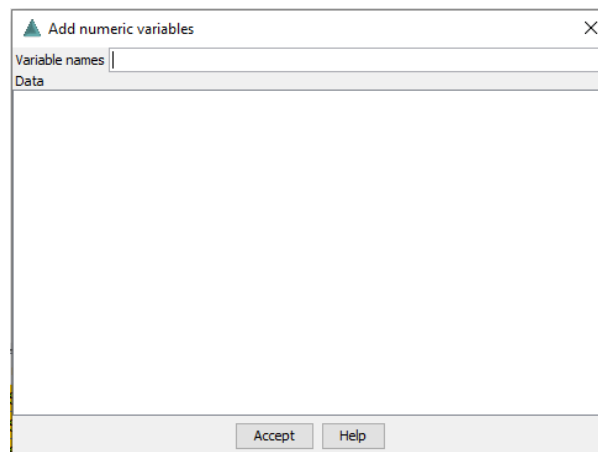 Add numeric variables
Variable names
Data
Accept Help